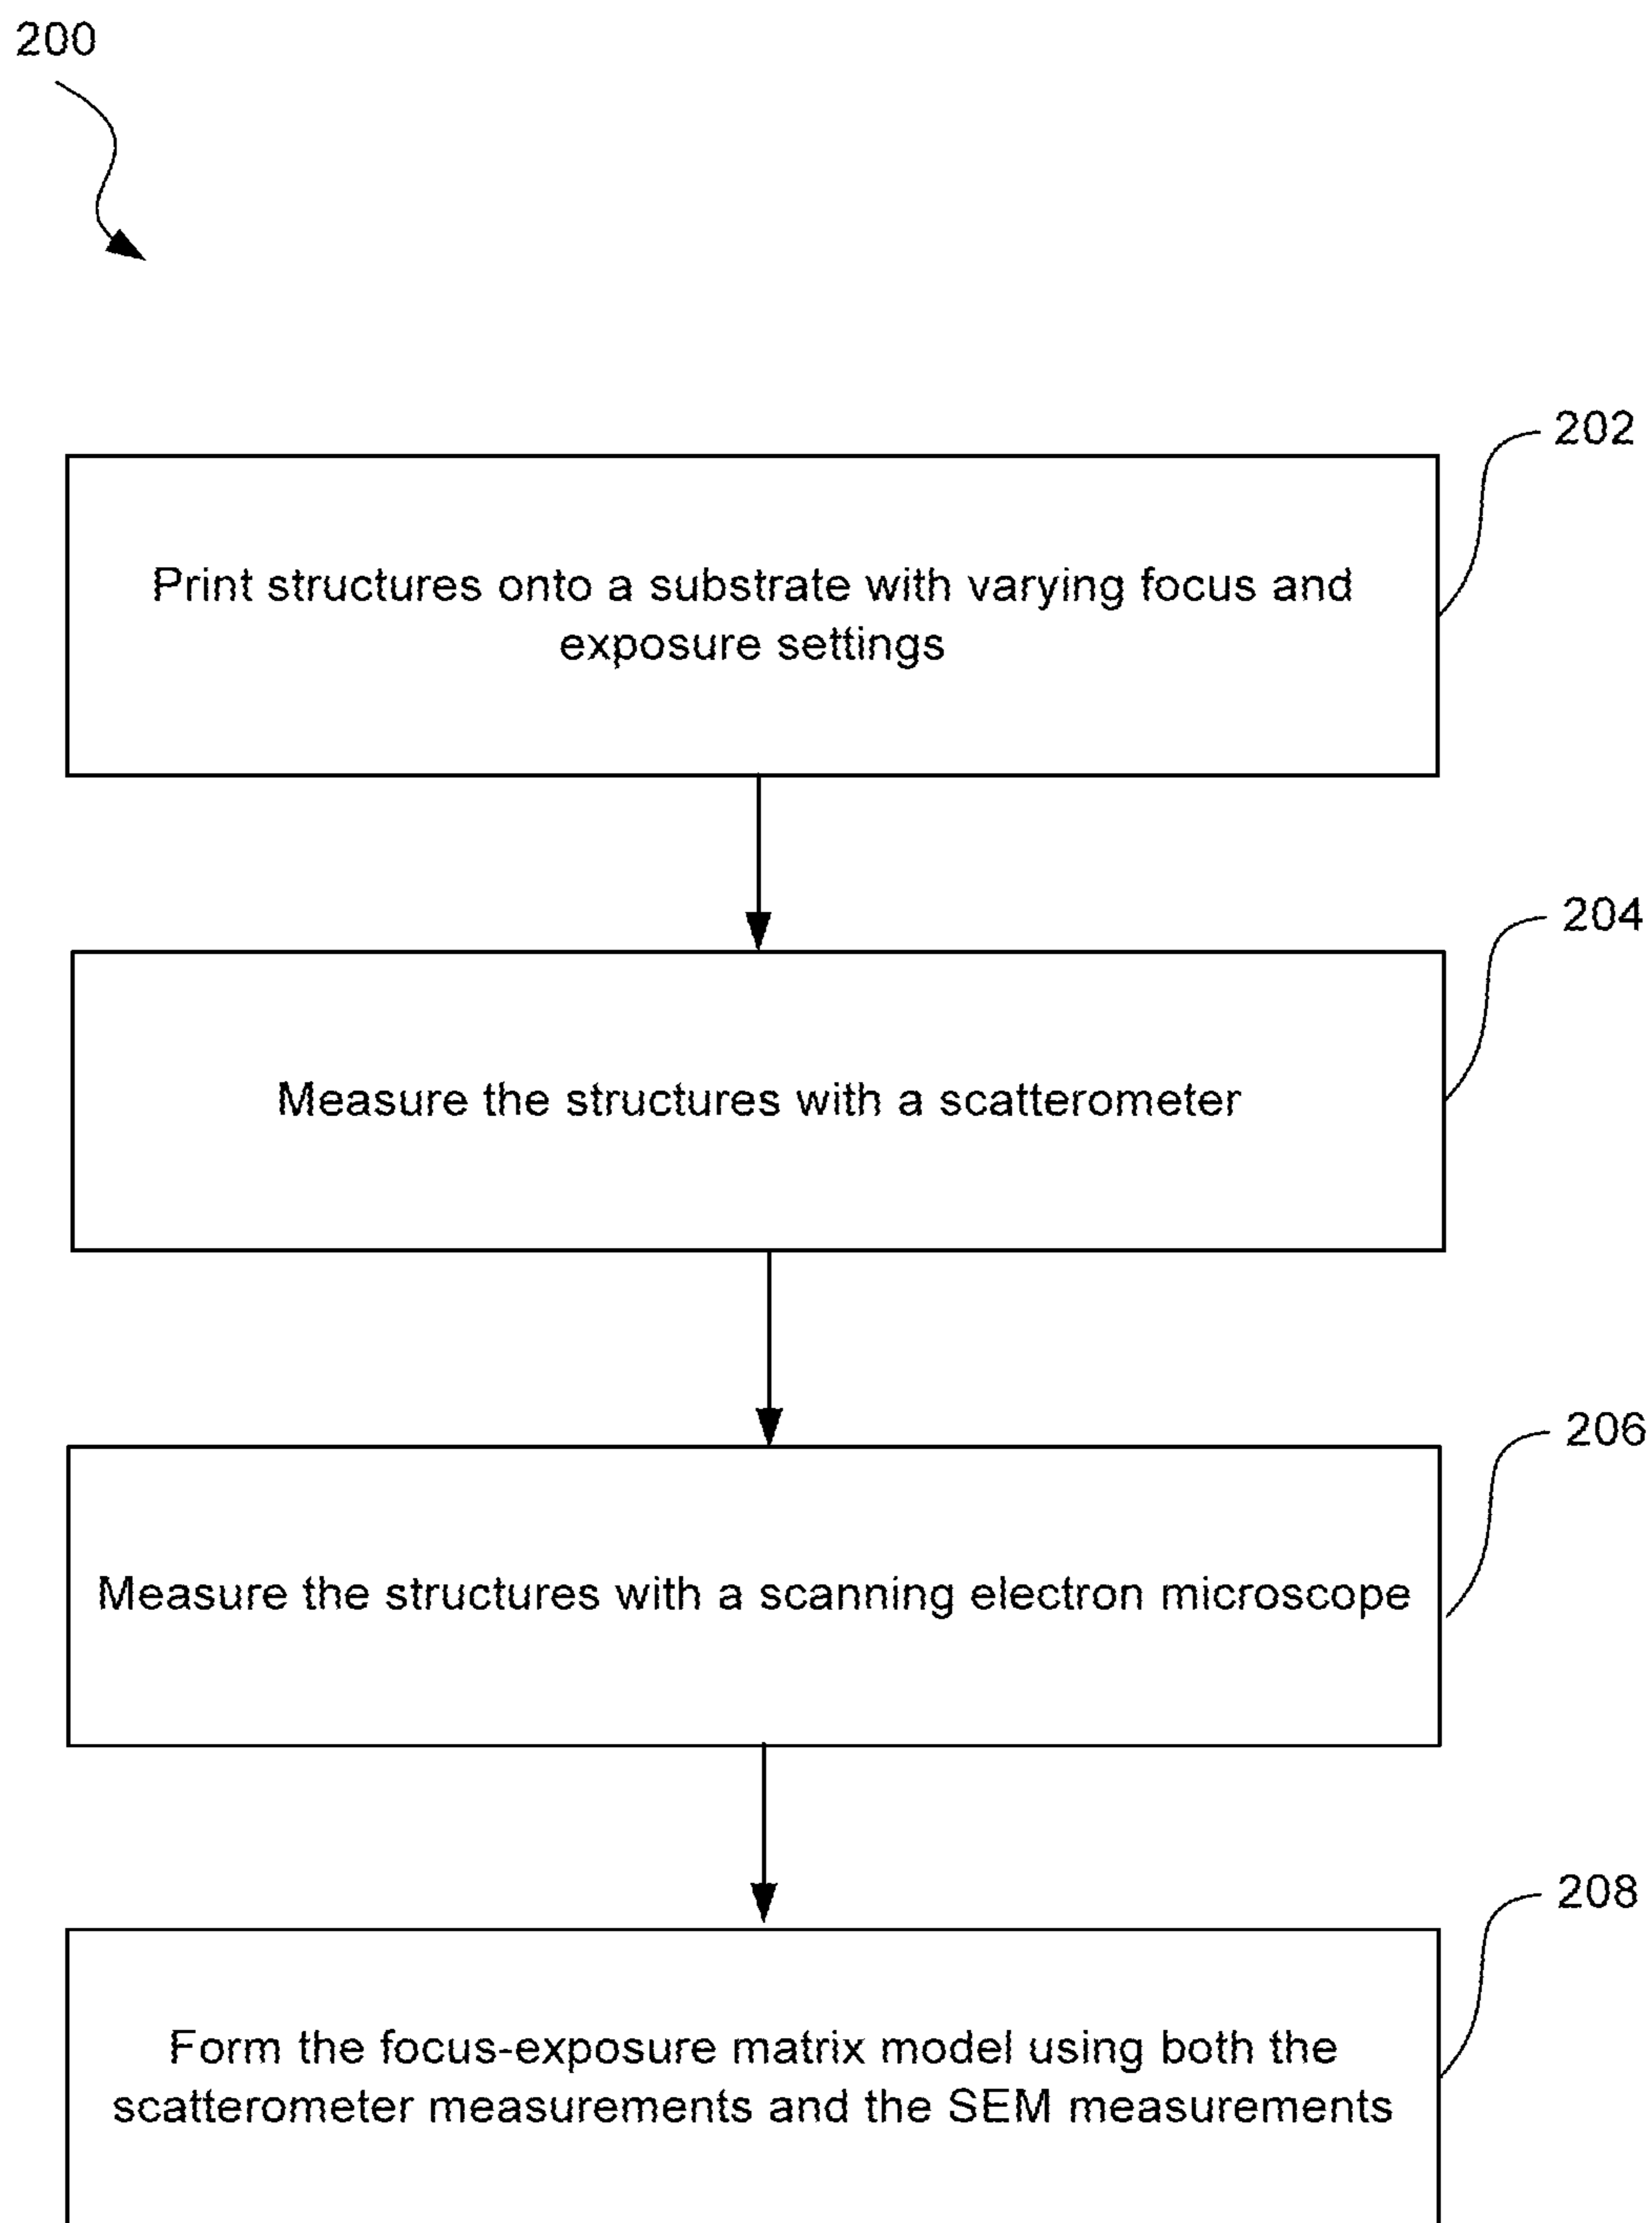 200
202
Print structures onto a substrate with varying focus and
exposure settings
204
Measure the structures with a scatterometer
206
Measure the structures with a scanning electron microscope
208
Form the focus-exposure matrix model using both the
scatterometer measurements and the SEM measurements